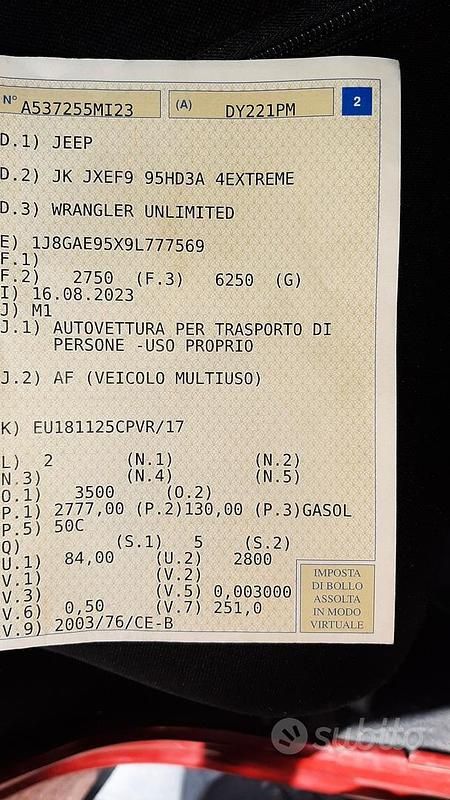 N° A537255MI23 (A) DY221PM 2
D.1) JEEP
D.2) JK JXEF9 95HD3A 4EXTREME
D.3) WRANGLER UNLIMITED
E) 1J8GAE95X9L777569
F.1)
F.2) 2750 (F.3) 6250 (G)
I) 16.08.2023
J) M1
J.1) AUTOVETTURA PER TRASPORTO DI
PERSONE -USO PROPRIO
J.2) AF (VEICOLO MULTIUSO)
K) EU181125CPVR/17
L) 2 (N.1) (N.2)
N.3) (N.4) (N.5)
O.1) 3500 (O.2)
P.1) 2777,00 (P.2)130,00 (P.3)GASOL
P.5) 50C
Q) (S.1) 5 (S.2)
U.1) 84,00 (U.2) 2800
V.1) (V.2)
V.3) (V.5) 0,003000
V.6) 0,50 (V.7) 251,0
V.9) 2003/76/CE-B
IMPOSTA
DI BOLLO
ASSOLTA
IN MODO
VIRTUALE
subito